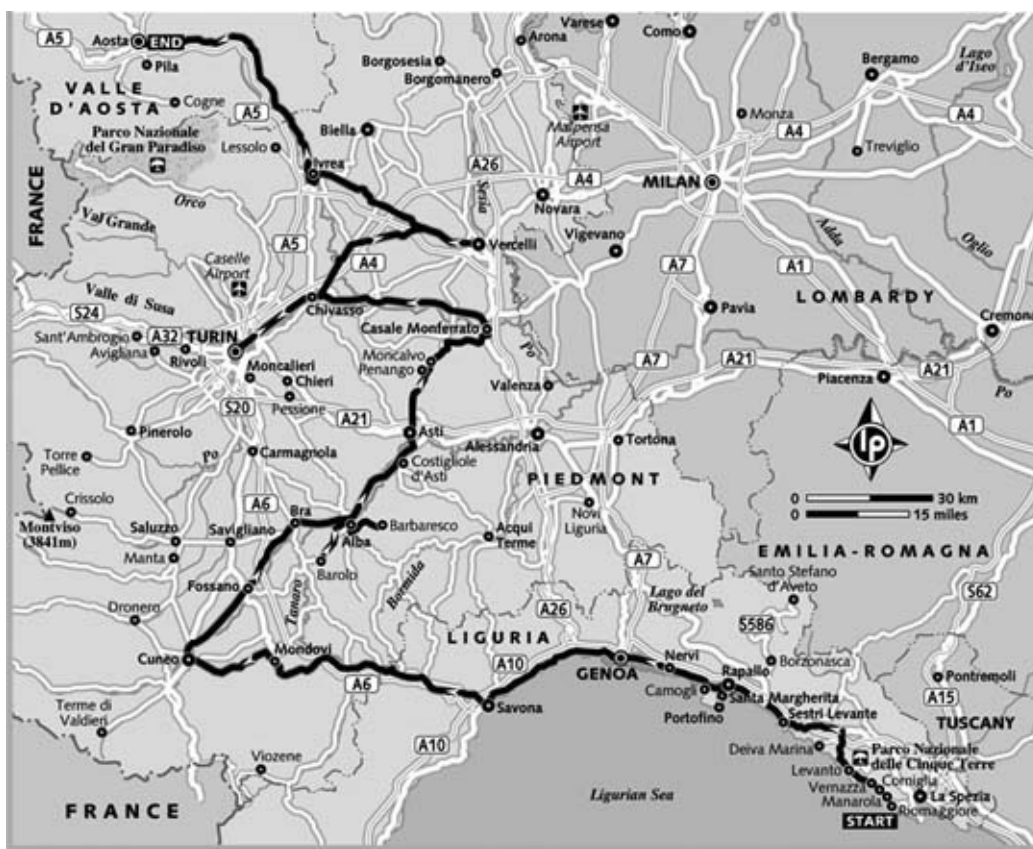 Varese
Como
A5
Aosta
END
Arona
Bergamo
Lago
d'Iseo
Pila
Borgosesia
Borgomanero
VALLE
D'AOSTA
Cogne
A5
Malpensa
Airport
Monza
A4
A4
Parco Nazionale
del Gran Paradiso
Lessolo
Biella
A26
Treviglio
Ivrea
Sesia
A4
MILAN
FRANCE
Orco
Novara
Val Grande
Vigevano
Adda
Oglio
A5
Vercelli
Caselle
Airport
A4
A7
A1
Valle di Susa
Chivasso
LOMBARDY
S24
Pavia
Cremona
Sant'Ambrogio
A32
TURIN
Casale Monferrato
Avigliana
Rivoli
Moncalvo
Po
A7
A21
Moncalieri
Penango
A21
Chieri
Valenza
Piacenza
Po
Pessione
S20
A21
Asti
lp
A1
Pinerolo
Alessandria
Tortona
Po
Carmagnola
Costigliole
d'Asti
Torre
Pellice
PIEDMONT
Crissolo
A6
0 30 km
0 15 miles
Montviso
(3841m)
Bra
Novi
Liguria
Saluzzo
Savigliano
Alba
Barbaresco
Acqui
Terme
EMILIA-ROMAGNA
Manta
Barolo
A7
Santo Stefano
d'Aveto
Fossano
Tanaro
Bormida
Lago del
Brugneto
S62
Dronero
A26
S586
LIGURIA
Cuneo
Mondovi
A10
GENOA
Nervi
Borzonasca
Rapallo
Pontremoli
A6
Camogli
Santa Margherita
A15
Savona
Portofino
Terme di
Valdieri
Sestri Levante
TUSCANY
A10
Deiva Marina
Parco Nazionale
delle Cinque Terre
Viozene
Levanto
Corniglia
Vernazza
La Spezia
FRANCE
Ligurian Sea
Manarola
Riomaggiore
START